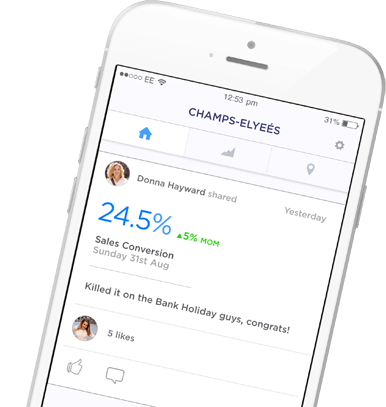 EE
12:53 pm
31%
CHAMPS-ELYEÉS
Donna Hayward shared
Yesterday
24.5% ▲5% MOM
Sales Conversion
Sunday 31st Aug
Killed it on the Bank Holiday guys, congrats!
5 likes